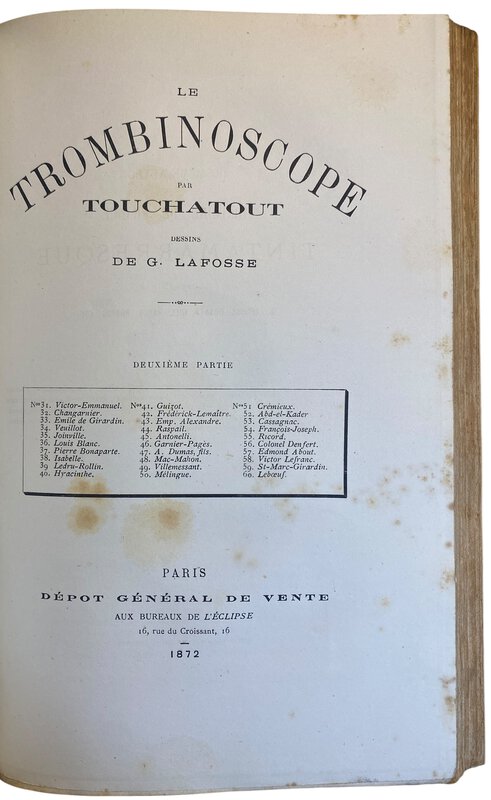 LE
TROMBINOSCOPE
PAR
TOUCHATOUT
DESSINS
DE G. LAFOSSE
DEUXIÈME PARTIE
Nos 31. Victor-Emmanuel.
32. Changarnier.
33. Emile de Girardin.
34. Veuillot.
35. Joinville.
36. Louis Blanc.
37. Pierre Bonaparte.
38. Isabelle.
39 Ledru-Rollin.
40. Hyacinthe.
Nos 41. Guizot.
42. Frédérick-Lemaître.
43. Emp. Alexandre.
44. Raspail.
45. Antonelli.
46. Garnier-Pagès.
47. A. Dumas, fils.
48. Mac-Mahon.
49. Villemessant.
50. Mélingue.
Nos 51 Crémieux.
52. Abd-el-Kader
53. Cassagnac.
54. François-Joseph.
55. Ricord.
56. Colonel Denfert.
57. Edmond About.
58. Victor Lefranc.
59. St-Marc-Girardin.
60. Lebœuf.
PARIS
DÉPOT GÉNÉRAL DE VENTE
AUX BUREAUX DE L'ÉCLIPSE
16, rue du Croissant, 16
1872